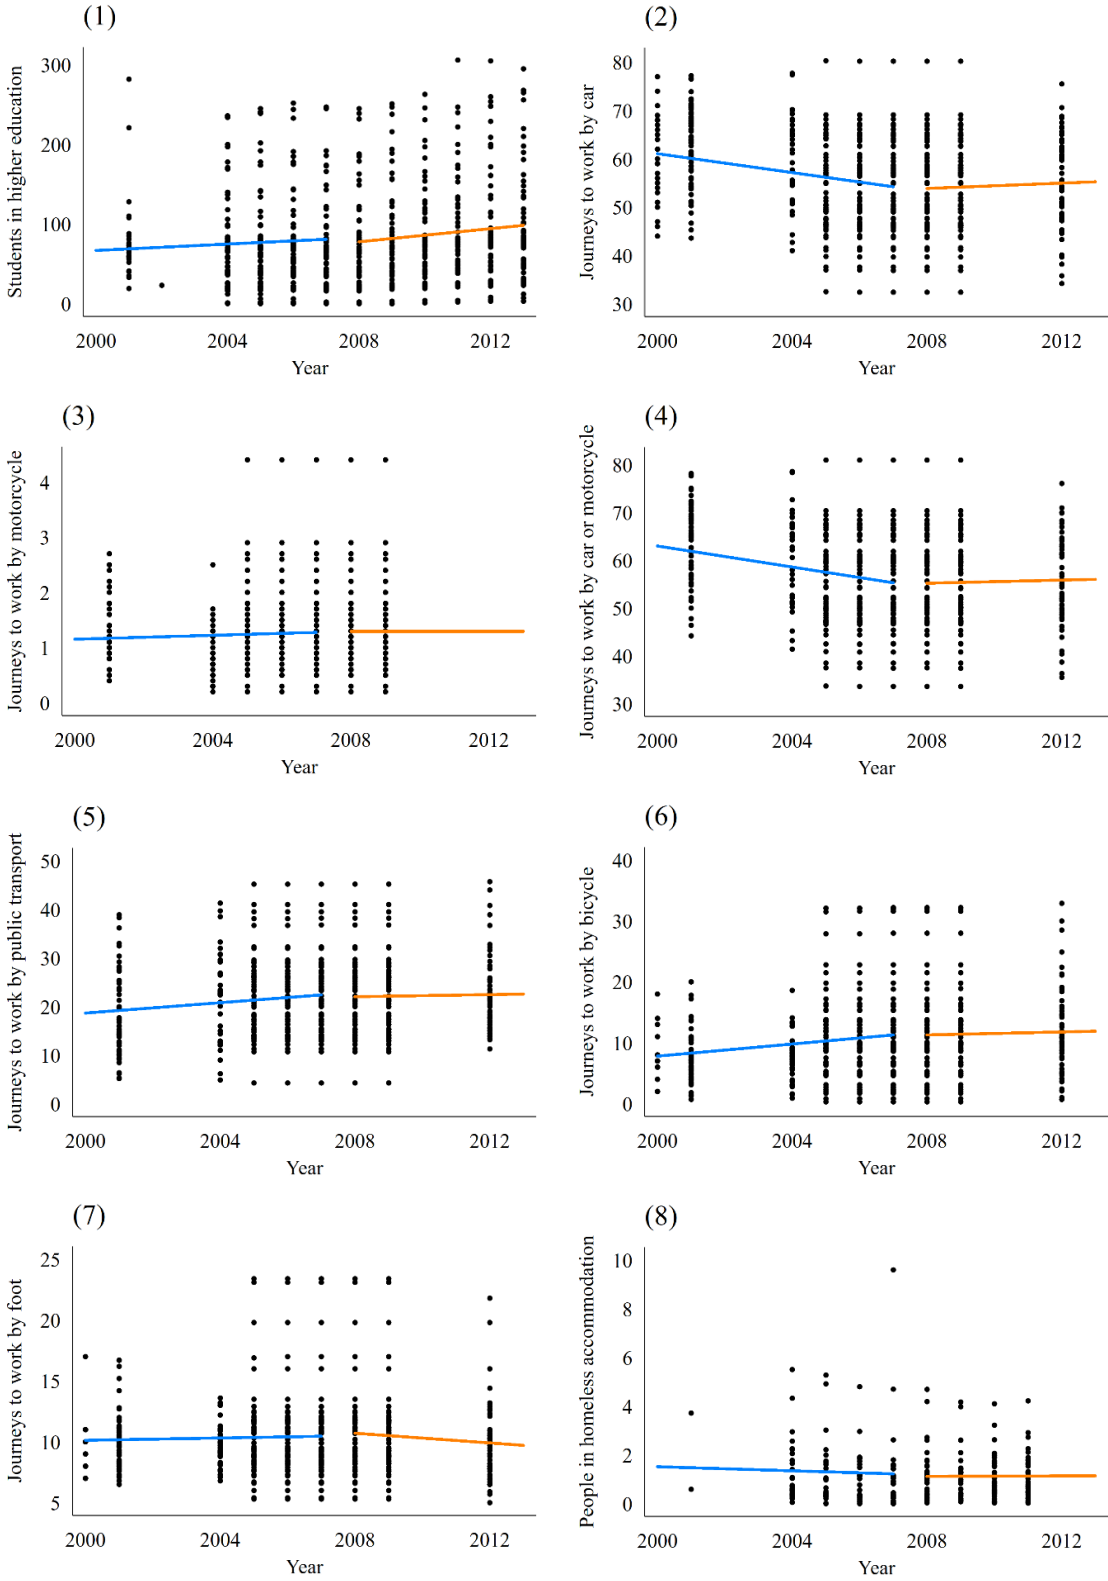 (1)
Students in higher education
300
200
100
0
2000 2004 2008 2012
Year
(2)
Journeys to work by car
80
70
60
50
40
30
2000 2004 2008 2012
Year
(3)
Journeys to work by motorcycle
4
3
2
1
0
2000 2004 2008 2012
Year
(4)
Journeys to work by car or motorcycle
80
70
60
50
40
30
2000 2004 2008 2012
Year
(5)
Journeys to work by public transport
50
40
30
20
10
0
2000 2004 2008 2012
Year
(6)
Journeys to work by bicycle
40
30
20
10
0
2000 2004 2008 2012
Year
(7)
Journeys to work by foot
25
20
15
10
5
2000 2004 2008 2012
Year
(8)
People in homeless accommodation
10
8
6
4
2
0
2000 2004 2008 2012
Year